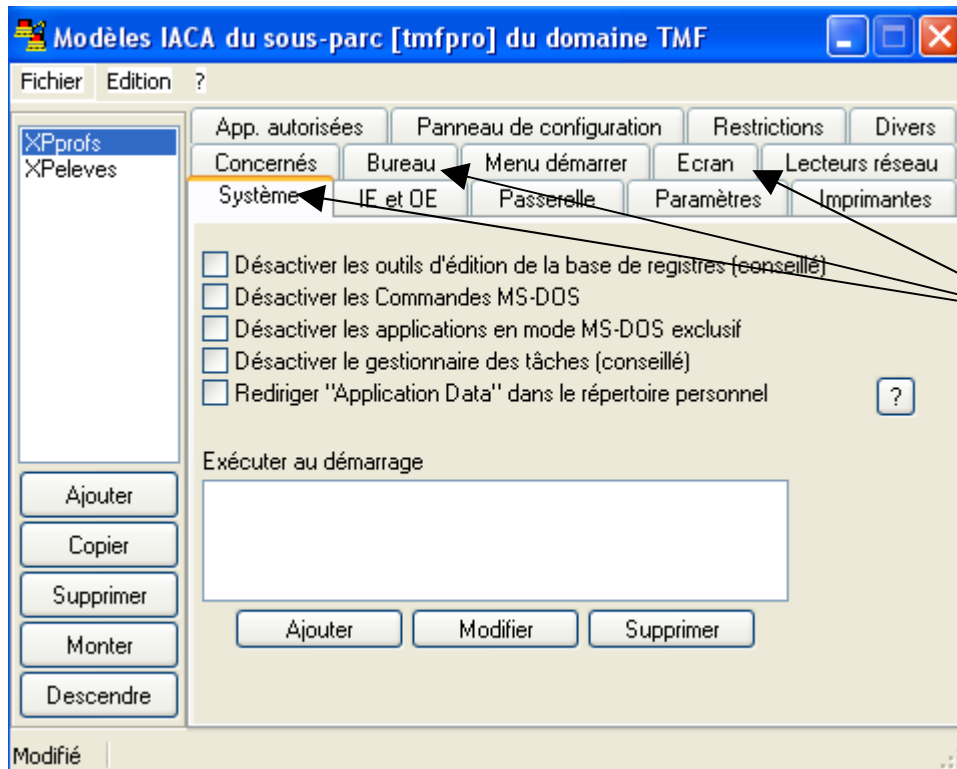 Modèles IACA du sous-parc [tmfpro] du domaine TMF
Fichier Edition ?
XPprofs
XPeleves
App. autorisées Panneau de configuration Restrictions Divers
Concernés Bureau Menu démarrer Ecran Lecteurs réseau
Système IE et OE Passerelle Paramètres Imprimantes
Désactiver les outils d'édition de la base de registres (conseillé)
Désactiver les Commandes MS-DOS
Désactiver les applications en mode MS-DOS exclusif
Désactiver le gestionnaire des tâches (conseillé)
Rediriger "Application Data" dans le répertoire personnel
?
Exécuter au démarrage
Ajouter Modifier Supprimer
Ajouter
Copier
Supprimer
Monter
Descendre
Modifié